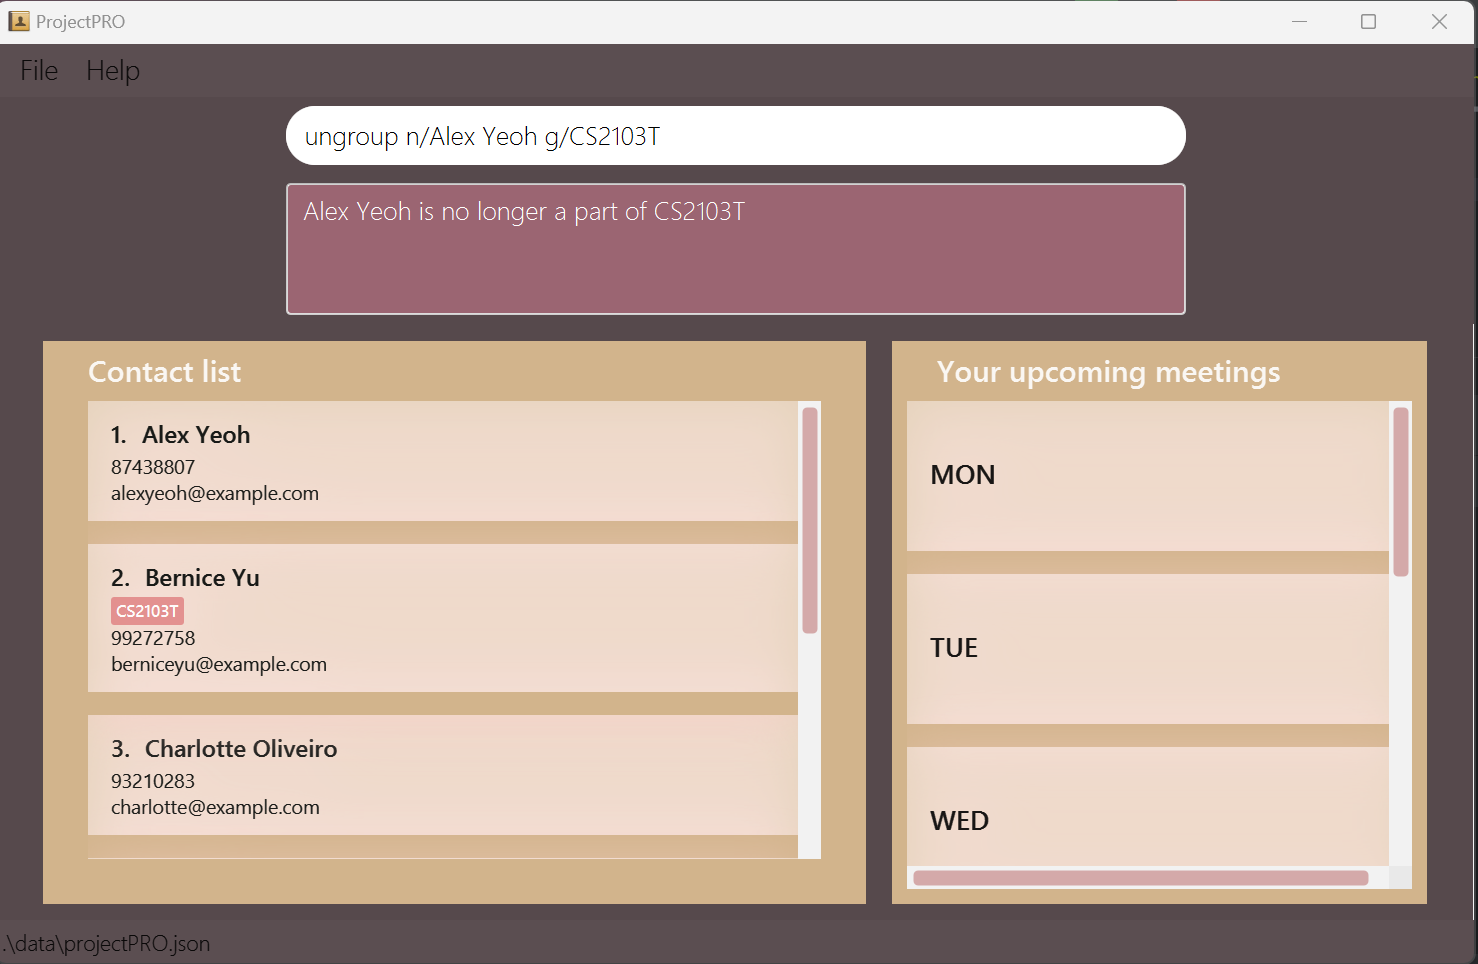 ProjectPRO
File Help
ungroup n/Alex Yeoh g/CS2103T
Alex Yeoh is no longer a part of CS2103T
Contact list
1. Alex Yeoh
87438807
alexyeoh@example.com
2. Bernice Yu
CS2103T
99272758
berniceyu@example.com
3. Charlotte Oliveiro
93210283
charlotte@example.com
Your upcoming meetings
MON
TUE
WED
.\data\projectPRO.json